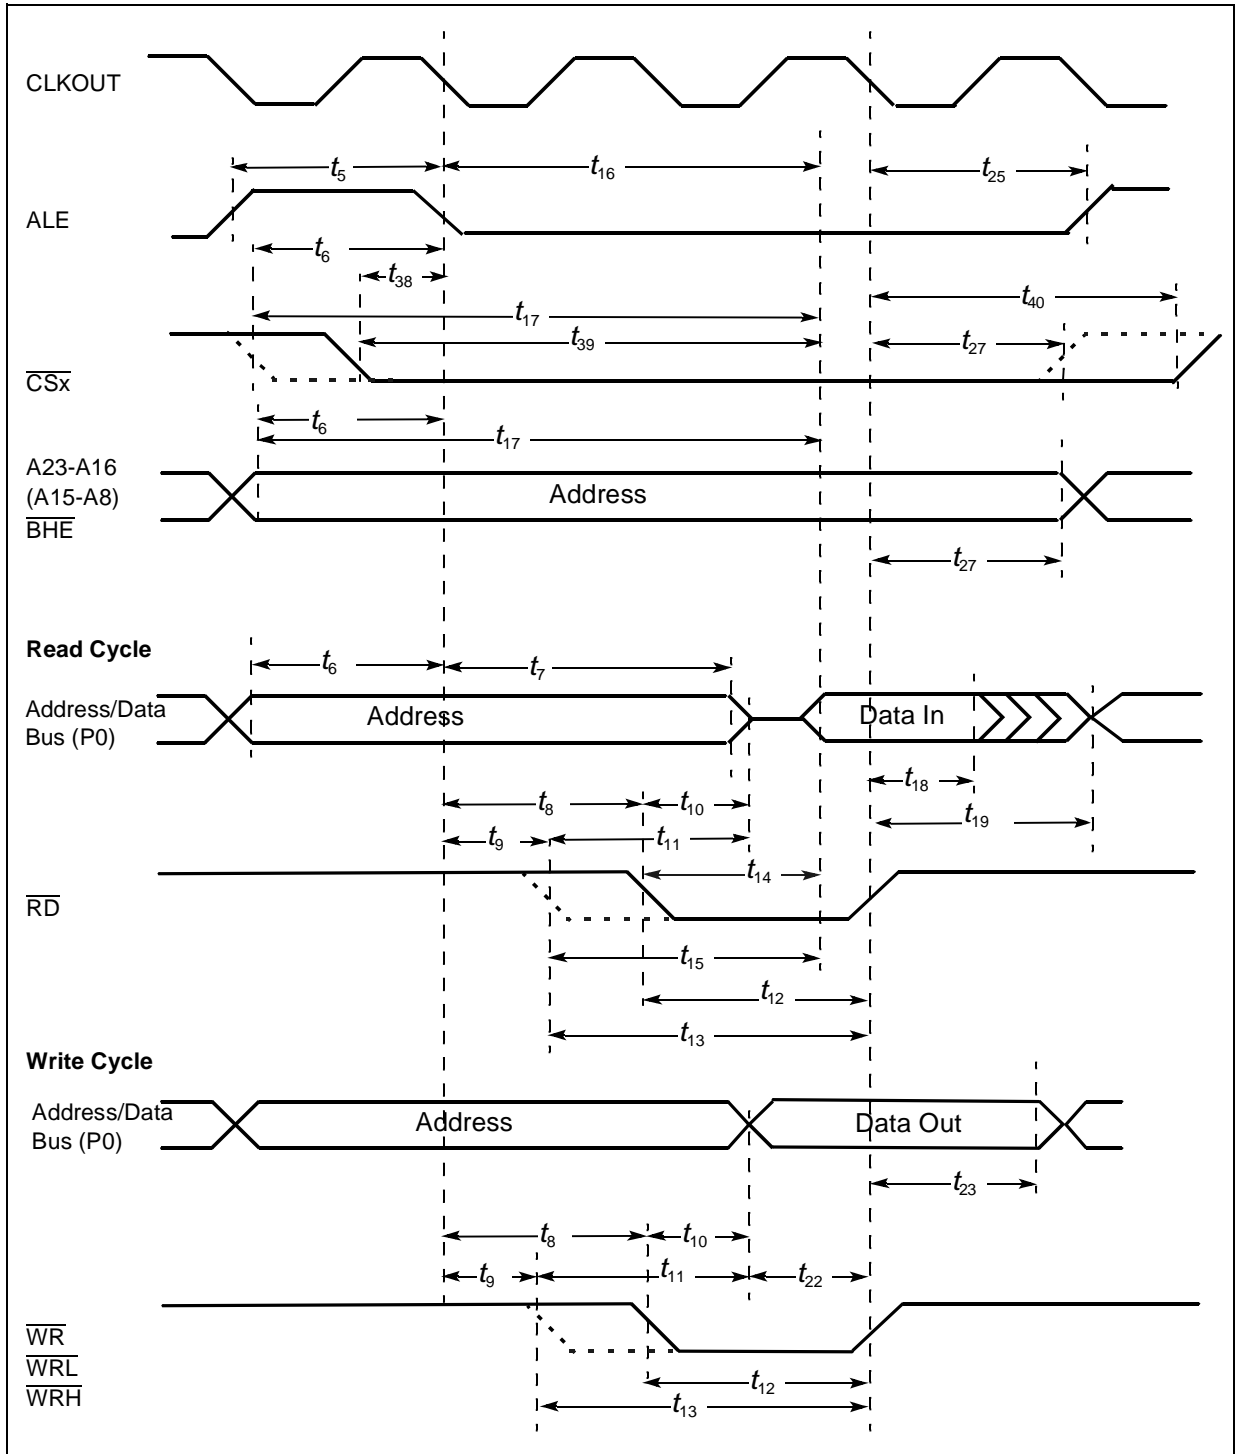 CLKOUT
t5
t16
t25
ALE
t6
t38
t40
t17
t39
t27
CSx
t6
t17
A23-A16
(A15-A8)
BHE
Address
t27
Read Cycle
t6
t7
Address/Data
Bus (P0)
Address
Data In
t18
t8
t10
t19
t9
t11
t14
RD
t15
t12
t13
Write Cycle
Address/Data
Bus (P0)
Address
Data Out
t23
t8
t10
t9
t11
t22
WR
WRL
WRH
t12
t13